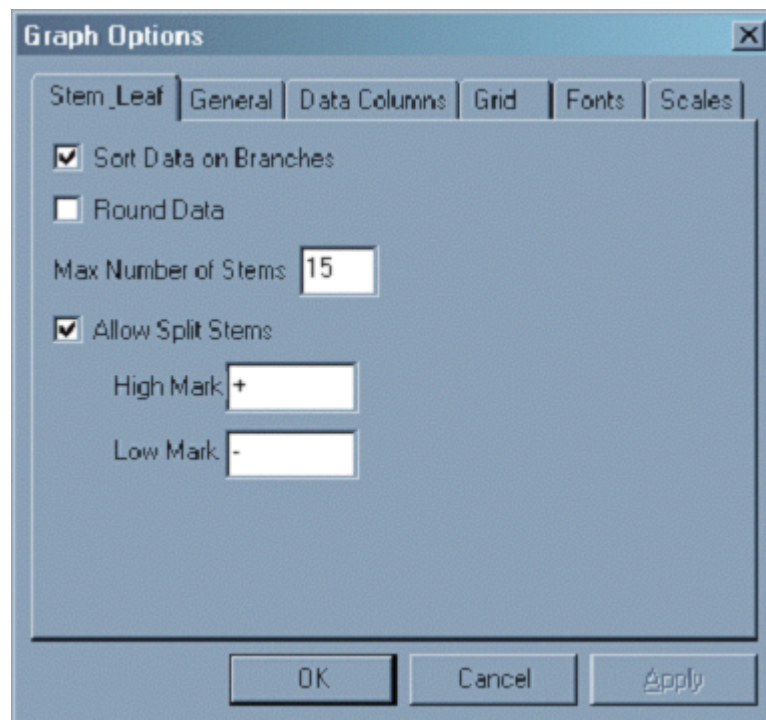 Graph Options
Stem_Leaf General Data Columns Grid Fonts Scales
Sort Data on Branches
Round Data
Max Number of Stems 15
Allow Split Stems
High Mark +
Low Mark -
OK Cancel Apply